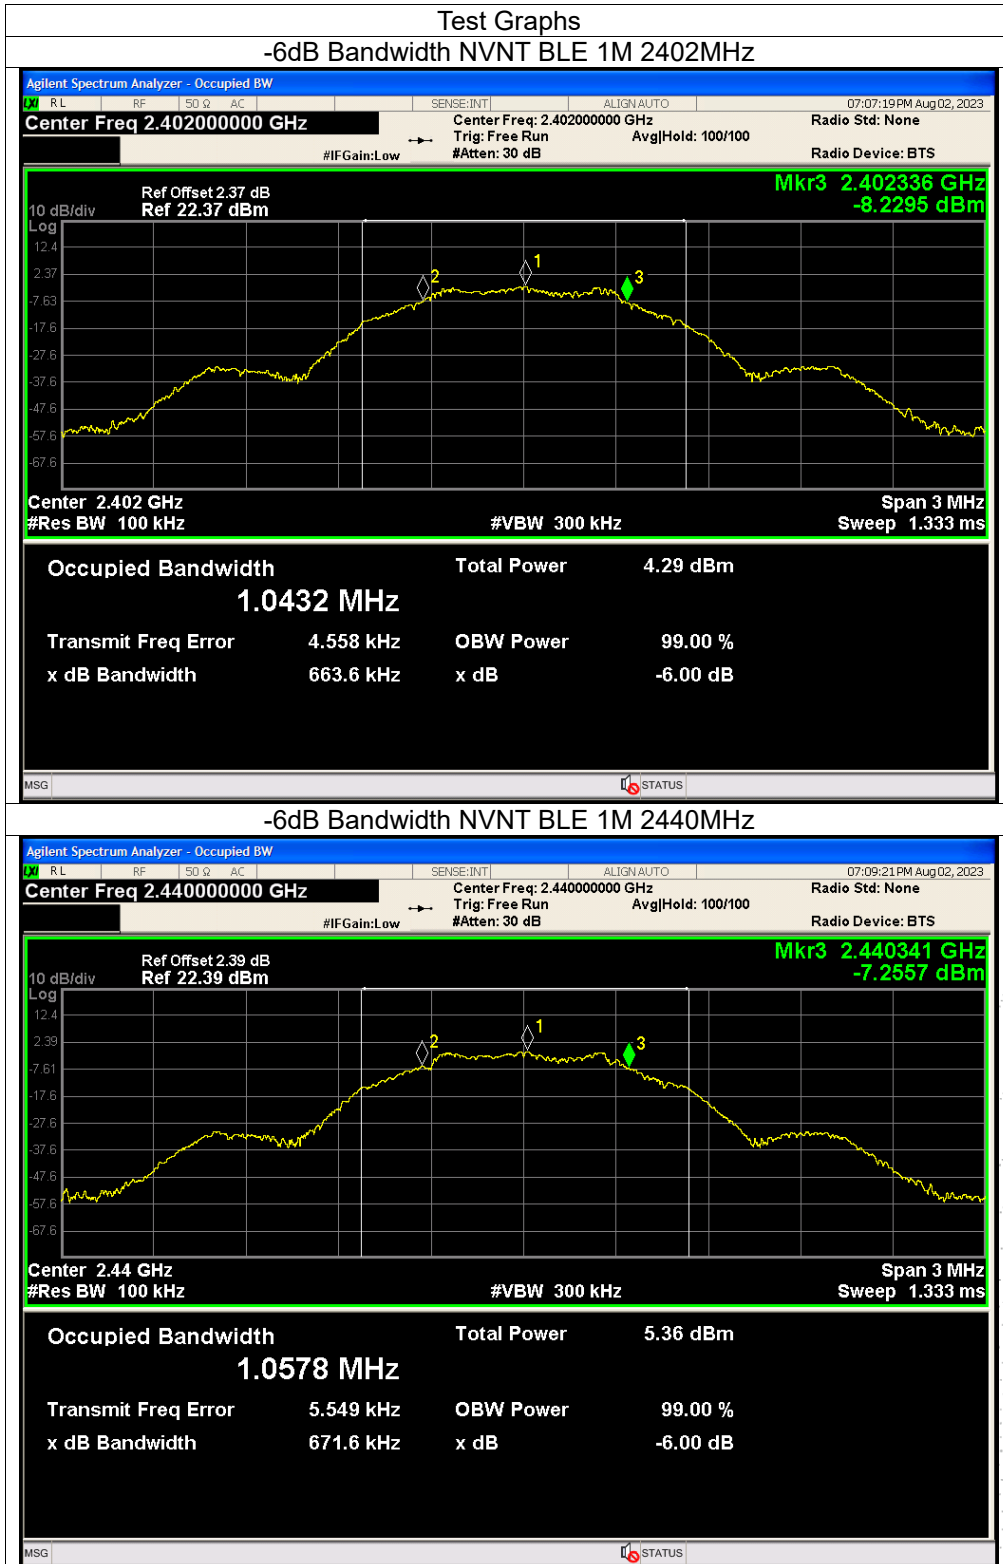 Test Graphs
-6dB Bandwidth NVNT BLE 1M 2402MHz
Agilent Spectrum Analyzer - Occupied BW
LXI RL RF 50 Ω AC SENSE:INT ALIGN AUTO 07:07:19 PM Aug 02, 2023
Center Freq 2.402000000 GHz Center Freq: 2.402000000 GHz Radio Std: None
Trig: Free Run Avg|Hold: 100/100
#IFGain:Low #Atten: 30 dB Radio Device: BTS
Mkr3 2.402336 GHz
Ref Offset 2.37 dB
-8.2295 dBm
10 dB/div Ref 22.37 dBm
Log
12.4
2.37
-7.63
-17.6
-27.6
-37.6
-47.6
-57.6
-67.6
1
2
3
Center 2.402 GHz Span 3 MHz
#Res BW 100 kHz #VBW 300 kHz Sweep 1.333 ms
Occupied Bandwidth Total Power 4.29 dBm
1.0432 MHz
Transmit Freq Error 4.558 kHz OBW Power 99.00 %
x dB Bandwidth 663.6 kHz x dB -6.00 dB
MSG STATUS
-6dB Bandwidth NVNT BLE 1M 2440MHz
Agilent Spectrum Analyzer - Occupied BW
LXI RL RF 50 Ω AC SENSE:INT ALIGN AUTO 07:09:21 PM Aug 02, 2023
Center Freq 2.440000000 GHz Center Freq: 2.440000000 GHz Radio Std: None
Trig: Free Run Avg|Hold: 100/100
#IFGain:Low #Atten: 30 dB Radio Device: BTS
Mkr3 2.440341 GHz
Ref Offset 2.39 dB
-7.2557 dBm
10 dB/div Ref 22.39 dBm
Log
12.4
2.39
-7.61
-17.6
-27.6
-37.6
-47.6
-57.6
-67.6
1
2
3
Center 2.44 GHz Span 3 MHz
#Res BW 100 kHz #VBW 300 kHz Sweep 1.333 ms
Occupied Bandwidth Total Power 5.36 dBm
1.0578 MHz
Transmit Freq Error 5.549 kHz OBW Power 99.00 %
x dB Bandwidth 671.6 kHz x dB -6.00 dB
MSG STATUS